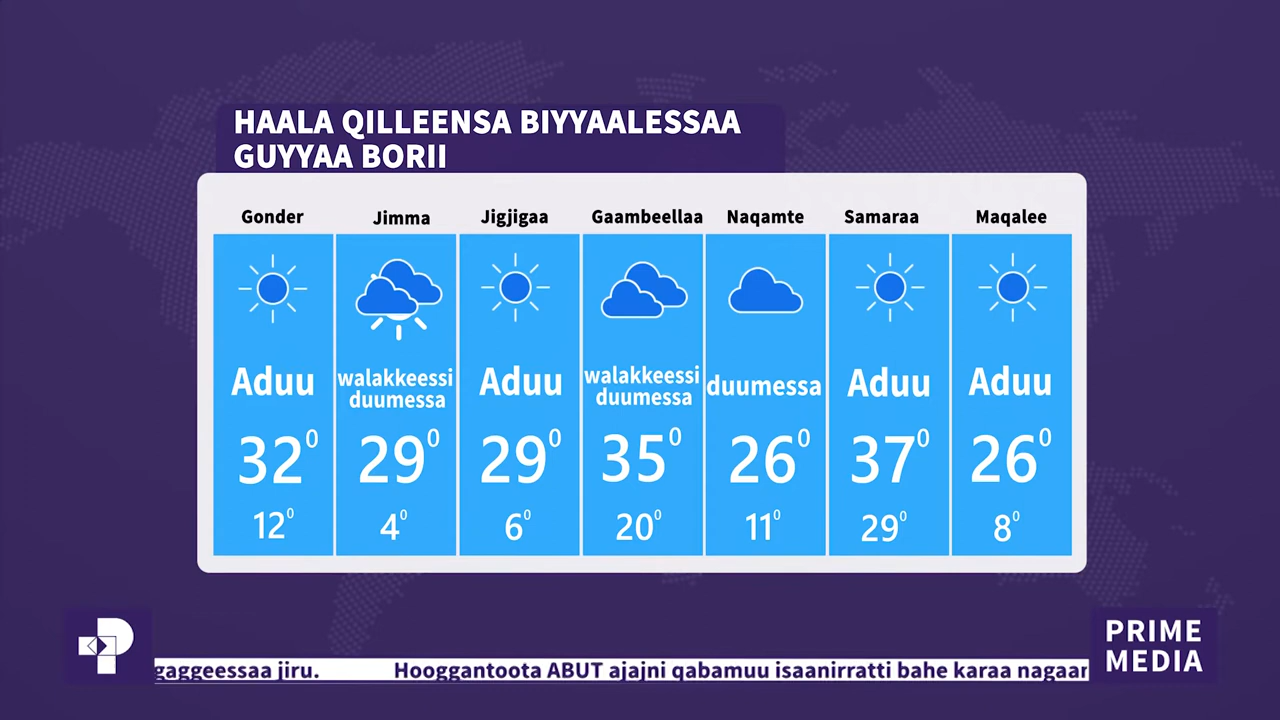 HAALA QILLEENSA BIYYAALESSAA
GUYYAA BORII
Gonder Jimma Jigjigaa Gaambeellaa Naqamte Samaraa Maqalee
Aduu walakkeessi duumessa Aduu walakkeessi duumessa duumessa Aduu Aduu
32⁰ 29⁰ 29⁰ 35⁰ 26⁰ 37⁰ 26⁰
12⁰ 4⁰ 6⁰ 20⁰ 11⁰ 29⁰ 8⁰
PRIME
MEDIA
gaggeessaa jiru. Hooggantoota ABUT ajajni qabamuu isaanirratti bahe karaa nagaan